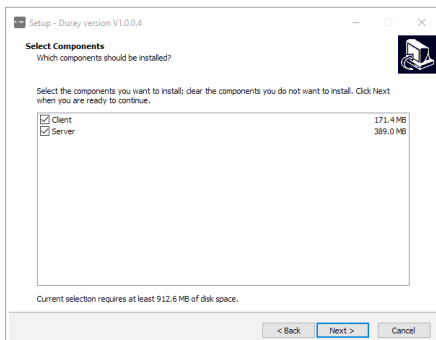 Setup - Duray version V1.0.0.4
Select Components
Which components should be installed?
Select the components you want to install; clear the components you do not want to install. Click Next
when you are ready to continue.
Client 171.4 MB
Server 389.0 MB
Current selection requires at least 912.6 MB of disk space.
< Back Next > Cancel